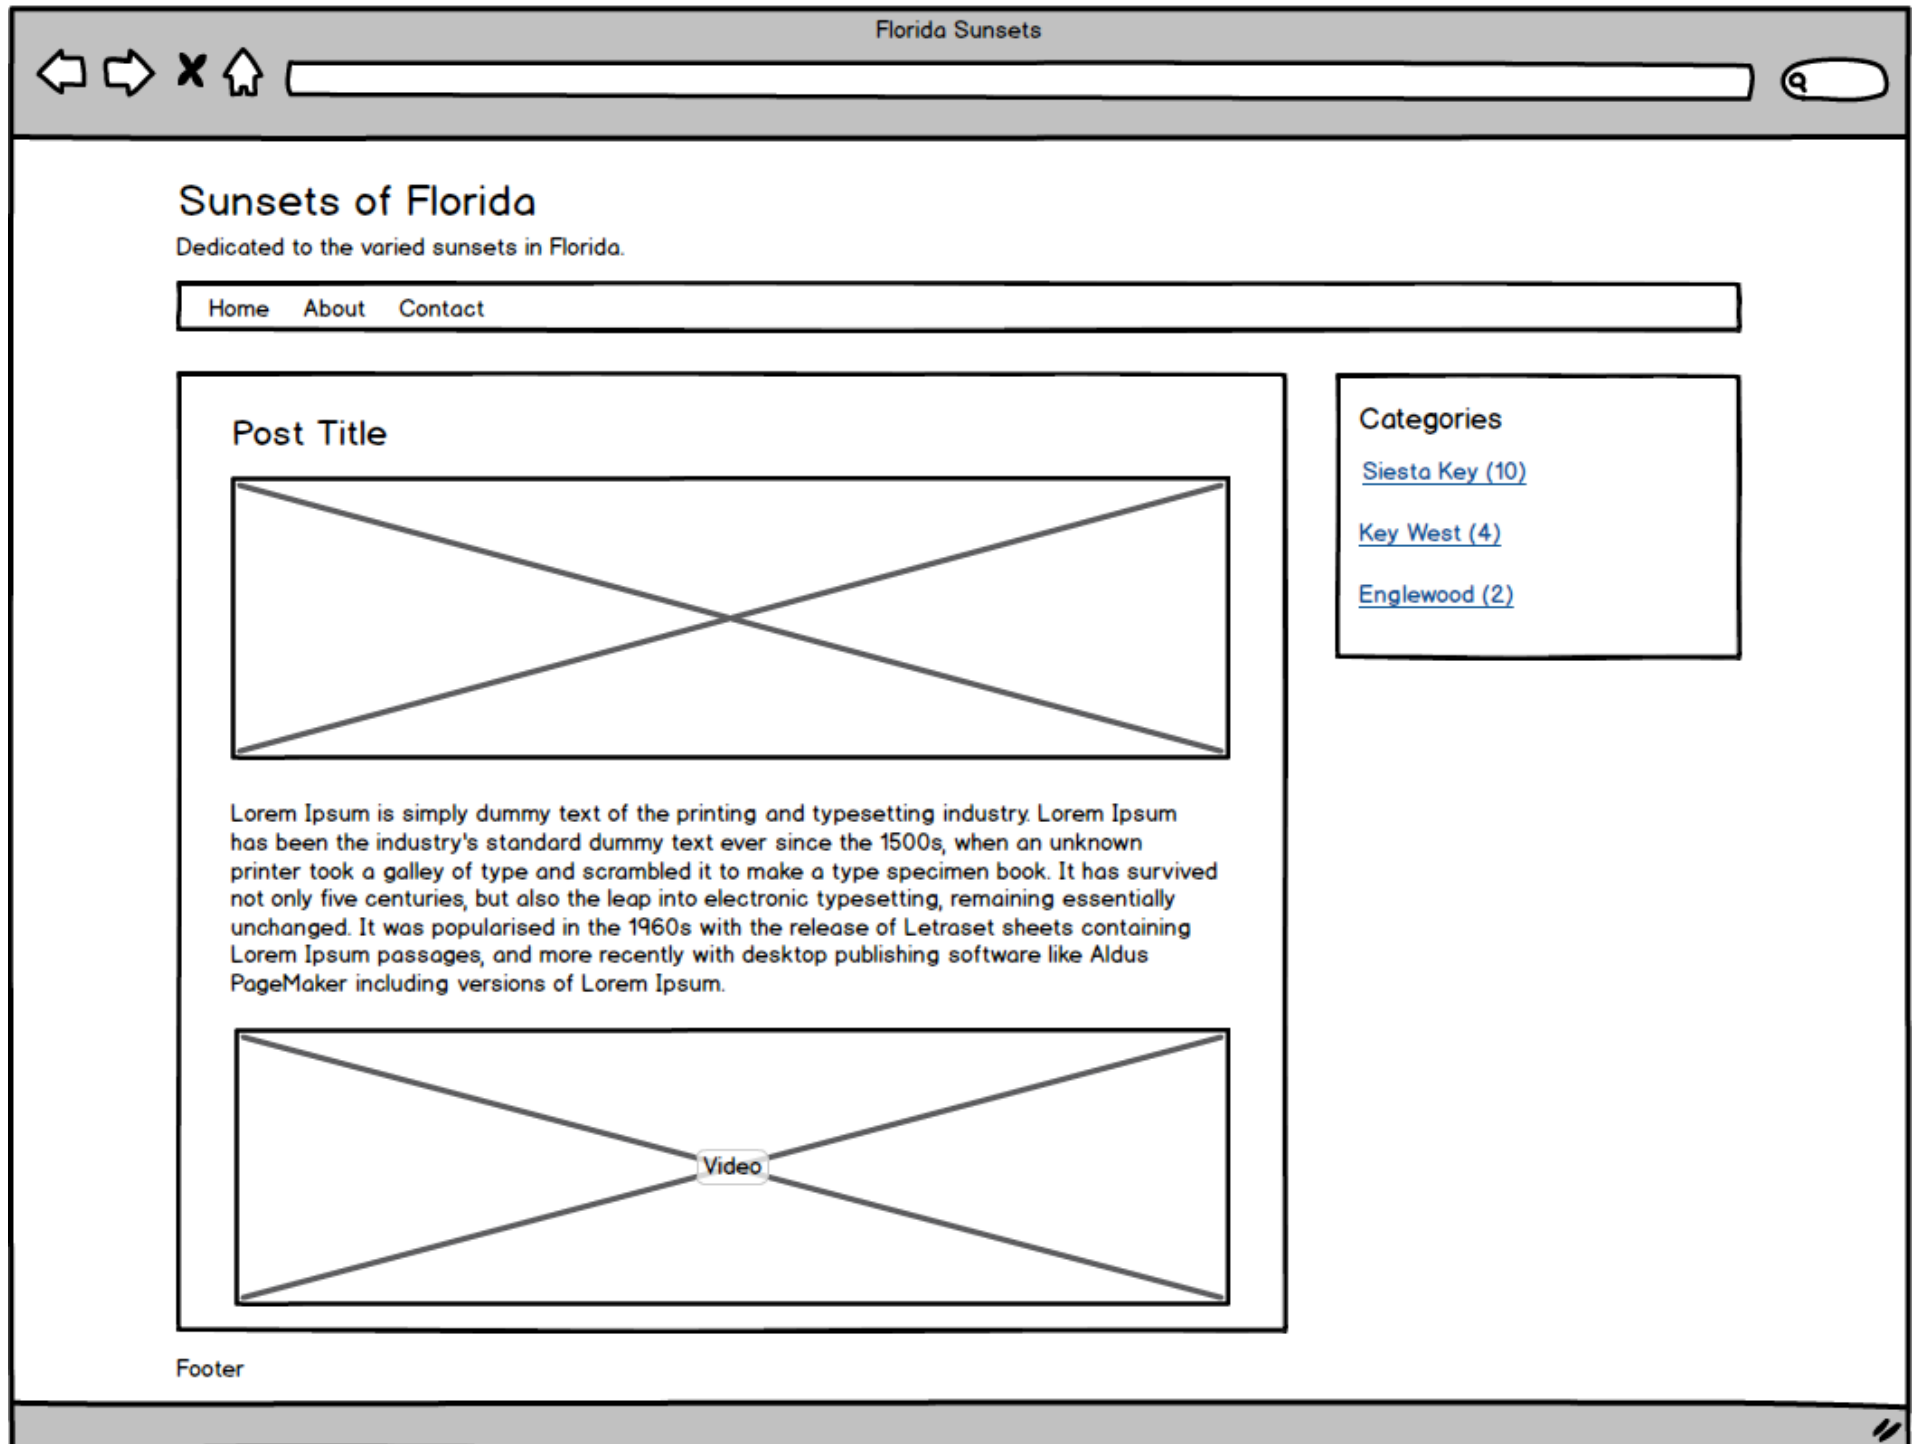 Florida Sunsets
Sunsets of Florida
Dedicated to the varied sunsets in Florida.
Home About Contact
Post Title
Lorem Ipsum is simply dummy text of the printing and typesetting industry. Lorem Ipsum
has been the industry's standard dummy text ever since the 1500s, when an unknown
printer took a galley of type and scrambled it to make a type specimen book. It has survived
not only five centuries, but also the leap into electronic typesetting, remaining essentially
unchanged. It was popularised in the 1960s with the release of Letraset sheets containing
Lorem Ipsum passages, and more recently with desktop publishing software like Aldus
PageMaker including versions of Lorem Ipsum.
Video
Categories
Siesta Key (10)
Key West (4)
Englewood (2)
Footer